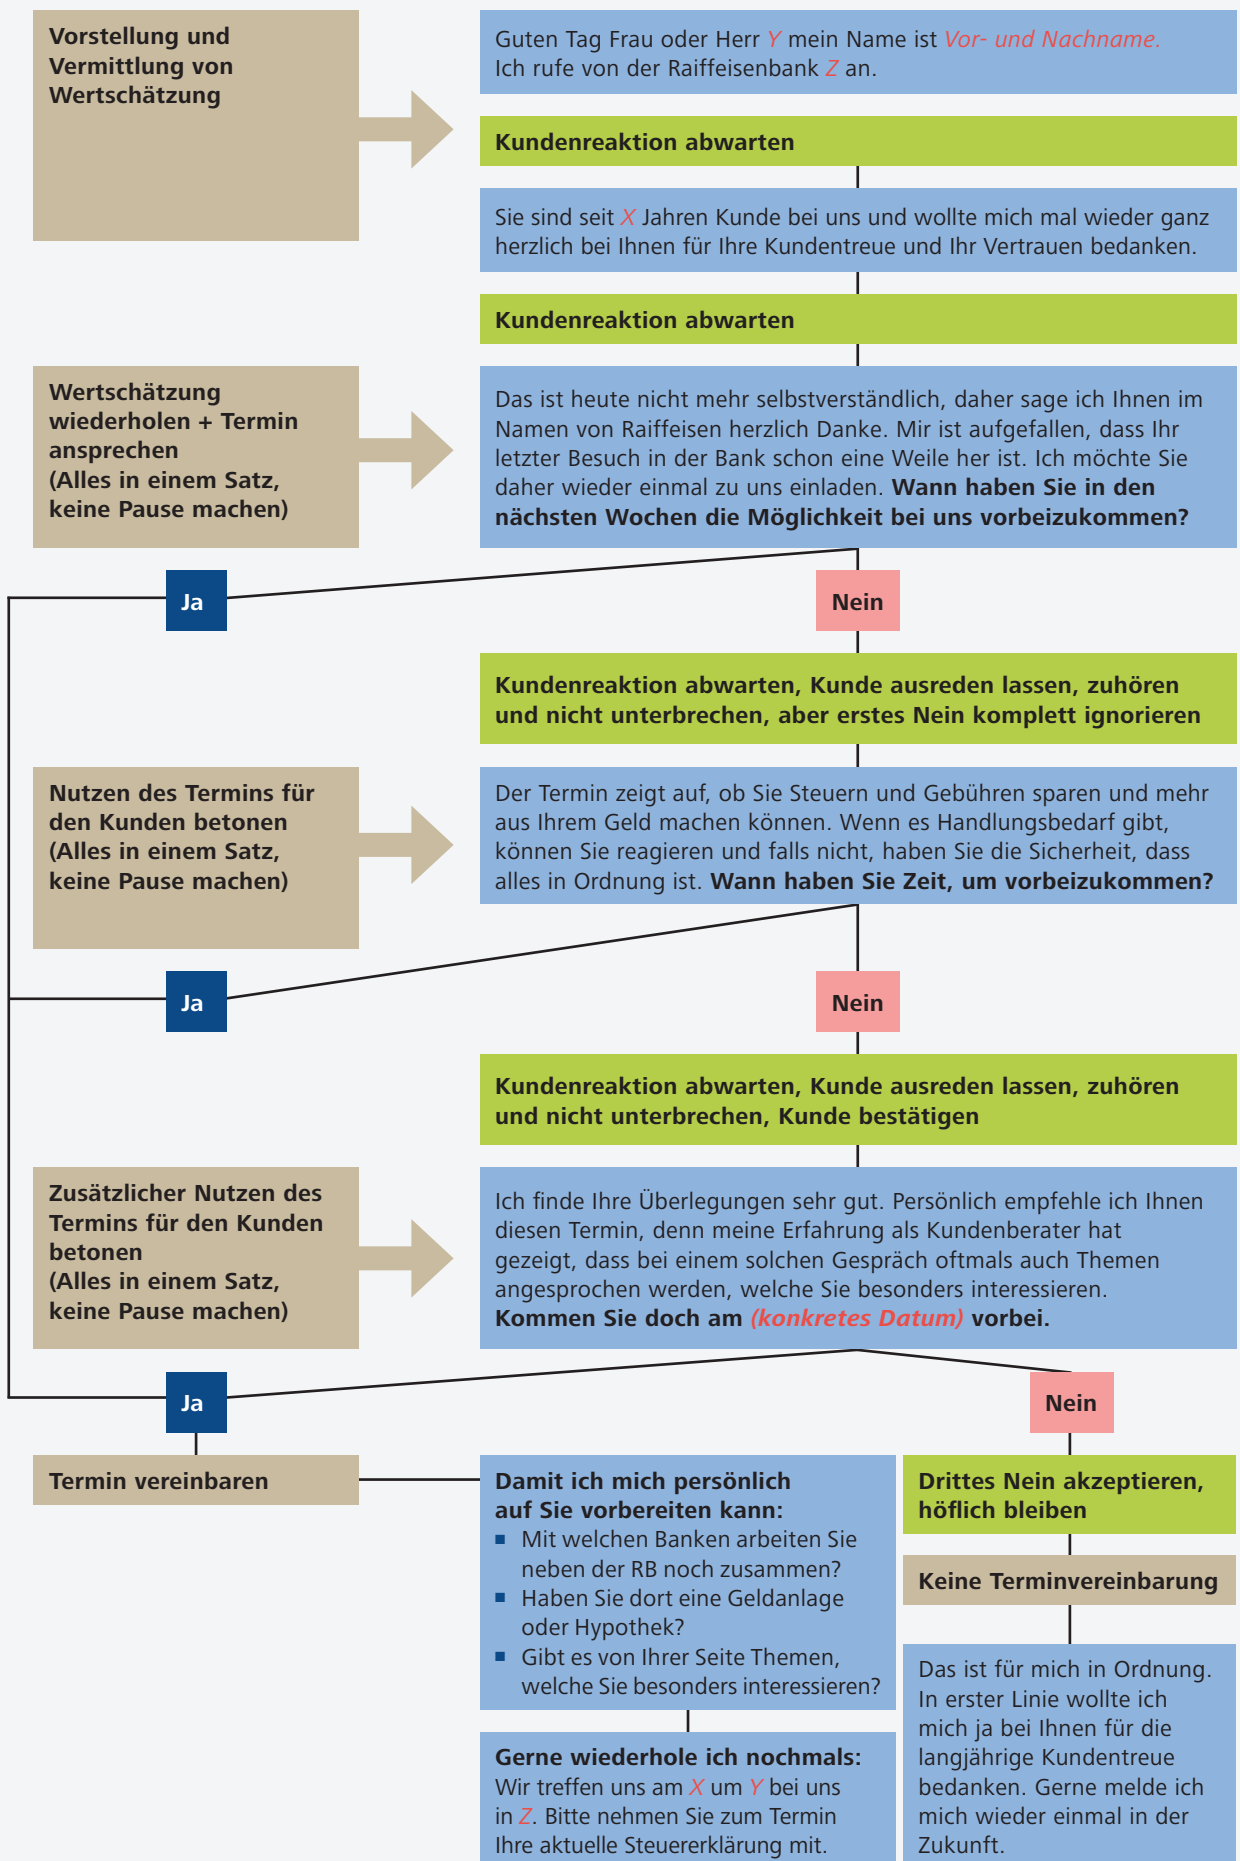 Vorstellung und
Vermittlung von
Wertschätzung
Guten Tag Frau oder Herr Y mein Name ist Vor- und Nachname.
Ich rufe von der Raiffeisenbank Z an.
Kundenreaktion abwarten
Sie sind seit X Jahren Kunde bei uns und wollte mich mal wieder ganz
herzlich bei Ihnen für Ihre Kundentreue und Ihr Vertrauen bedanken.
Kundenreaktion abwarten
Wertschätzung
wiederholen + Termin
ansprechen
(Alles in einem Satz,
keine Pause machen)
Das ist heute nicht mehr selbstverständlich, daher sage ich Ihnen im
Namen von Raiffeisen herzlich Danke. Mir ist aufgefallen, dass Ihr
letzter Besuch in der Bank schon eine Weile her ist. Ich möchte Sie
daher wieder einmal zu uns einladen. Wann haben Sie in den
nächsten Wochen die Möglichkeit bei uns vorbeizukommen?
Ja
Nein
Kundenreaktion abwarten, Kunde ausreden lassen, zuhören
und nicht unterbrechen, aber erstes Nein komplett ignorieren
Nutzen des Termins für
den Kunden betonen
(Alles in einem Satz,
keine Pause machen)
Der Termin zeigt auf, ob Sie Steuern und Gebühren sparen und mehr
aus Ihrem Geld machen können. Wenn es Handlungsbedarf gibt,
können Sie reagieren und falls nicht, haben Sie die Sicherheit, dass
alles in Ordnung ist. Wann haben Sie Zeit, um vorbeizukommen?
Ja
Nein
Kundenreaktion abwarten, Kunde ausreden lassen, zuhören
und nicht unterbrechen, Kunde bestätigen
Zusätzlicher Nutzen des
Termins für den Kunden
betonen
(Alles in einem Satz,
keine Pause machen)
Ich finde Ihre Überlegungen sehr gut. Persönlich empfehle ich Ihnen
diesen Termin, denn meine Erfahrung als Kundenberater hat
gezeigt, dass bei einem solchen Gespräch oftmals auch Themen
angesprochen werden, welche Sie besonders interessieren.
Kommen Sie doch am (konkretes Datum) vorbei.
Ja
Nein
Termin vereinbaren
Damit ich mich persönlich
auf Sie vorbereiten kann:
▪ Mit welchen Banken arbeiten Sie
neben der RB noch zusammen?
▪ Haben Sie dort eine Geldanlage
oder Hypothek?
▪ Gibt es von Ihrer Seite Themen,
welche Sie besonders interessieren?
Gerne wiederhole ich nochmals:
Wir treffen uns am X um Y bei uns
in Z. Bitte nehmen Sie zum Termin
Ihre aktuelle Steuererklärung mit.
Drittes Nein akzeptieren,
höflich bleiben
Keine Terminvereinbarung
Das ist für mich in Ordnung.
In erster Linie wollte ich
mich ja bei Ihnen für die
langjährige Kundentreue
bedanken. Gerne melde ich
mich wieder einmal in der
Zukunft.